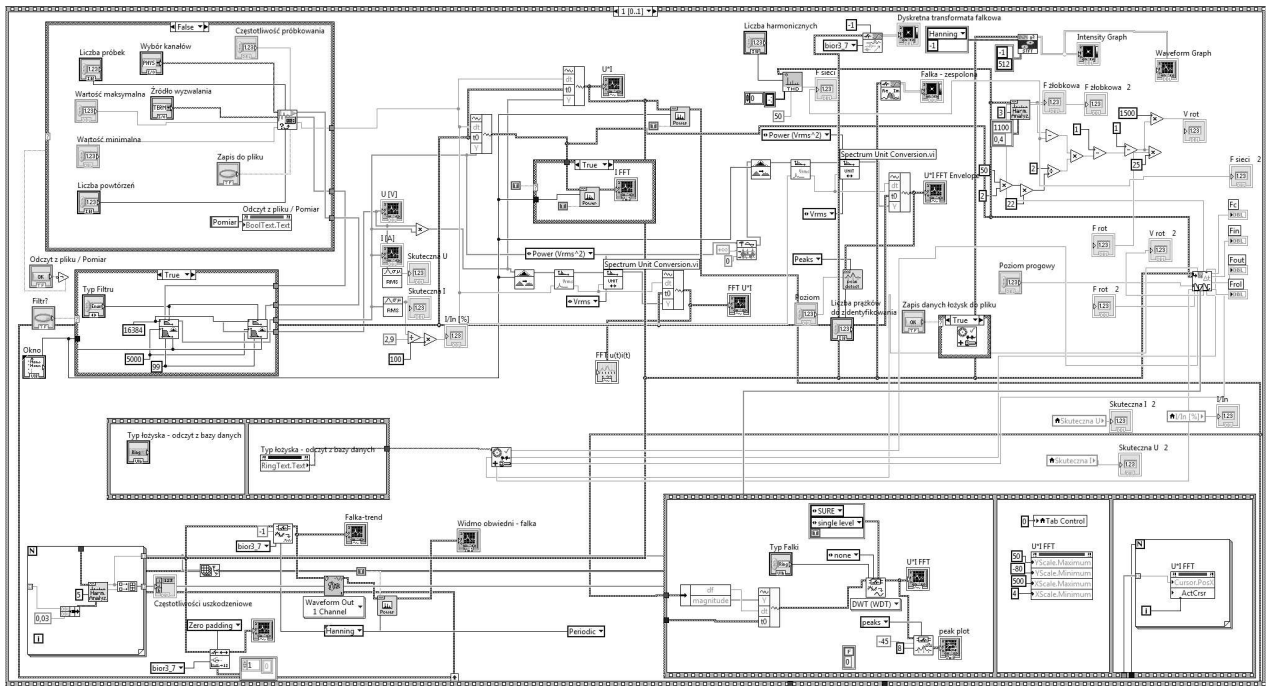 1 [0..1]
False
Częstotliwość próbkowania
Liczba próbek
Wybór kanałów
Wartość maksymalna
Źródło wyzwalania
Wartość minimalna
Zapis do pliku
Liczba powtórzeń
Odczyt z pliku / Pomiar
Pomiar
BoolText.Text
Odczyt z pliku / Pomiar
True
Typ Filtru
Filtr?
16384
5000
99
Okno
U [V]
I [A]
Skuteczna U
Skuteczna I
I/In [%]
2,9
100
U*I
True
I FFT
Power (Vrms^2)
Power (Vrms^2)
Spectrum Unit Conversion.vi
Spectrum Unit Conversion.vi
Vrms
Vrms
FFT U*I
FFT u(t)i(t)
U*I FFT Envelope
Peaks
Poziom
Liczba prążków
do zidentyfikowania
Liczba harmonicznych
-1
bior3_7
Dyskretna transformata falkowa
Hanning
-1
-1
512
Intensity Graph
Waveform Graph
F sieci
50
Falka - zespolona
F żłobkowa
F żłobkowa 2
3
1100
0,4
1500
V rot
1
1
2
25
50
2
22
F sieci 2
F rot
V rot 2
F rot 2
Poziom progowy
Zapis danych łożysk do pliku
True
Fc
Fin
Fout
Frol
Skuteczna I 2
Skuteczna U
I/In [%]
I/In
Skuteczna U 2
Skuteczna I
Typ łożyska - odczyt z bazy danych
Typ łożyska - odczyt z bazy danych
RingText.Text
-1
bior3_7
Falka-trend
Widmo obwiedni - falka
N
5
0,03
i
Częstotliwości uszkodzeniowe
Waveform Out
1 Channel
Zero padding
bior3_7
1
0
Hanning
Periodic
SURE
single level
Typ Falki
none
df
magnitude
dt
t0
Y
U*I FFT
DWT (WDT)
peaks
-45
8
peak plot
F
0
0
Tab Control
U*I FFT
50
YScale.Maximum
-80
YScale.Minimum
500
XScale.Maximum
4
XScale.Minimum
N
U*I FFT
Cursor.PosX
ActCrsr
i